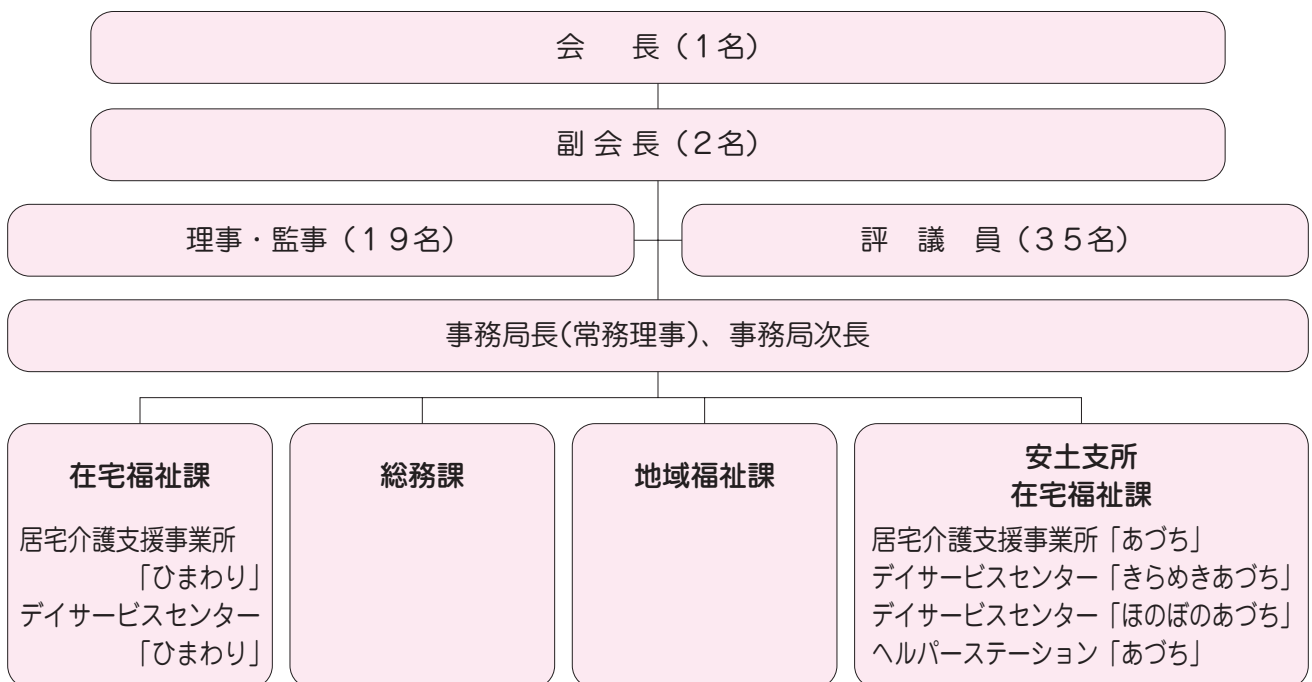 会　長（1名）
副 会 長（2名）
理事・監事（１９名）
評　議　員（３５名）
事務局長(常務理事)、事務局次長
在宅福祉課
居宅介護支援事業所
「ひまわり」
デイサービスセンター
「ひまわり」
総務課
地域福祉課
安土支所
在宅福祉課
居宅介護支援事業所「あづち」
デイサービスセンター「きらめきあづち」
デイサービスセンター「ほのぼのあづち」
ヘルパーステーション「あづち」